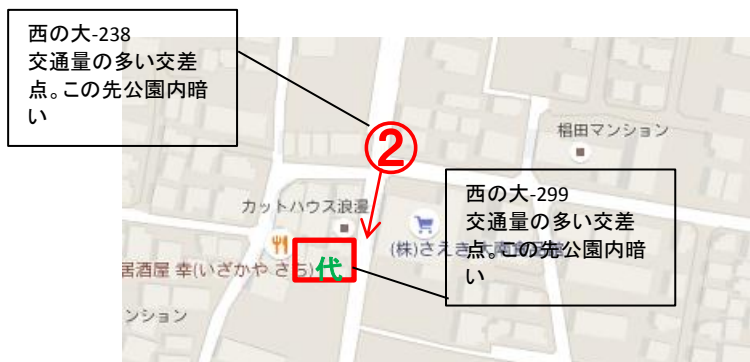 西の大-238
交通量の多い交差
点。この先公園内暗
い
②
椙田マンション
西の大-299
交通量の多い交差
点。この先公園内暗
い
カットハウス浪漫
(株)さえき
居酒屋 幸(いざかや さち)
代
ンション